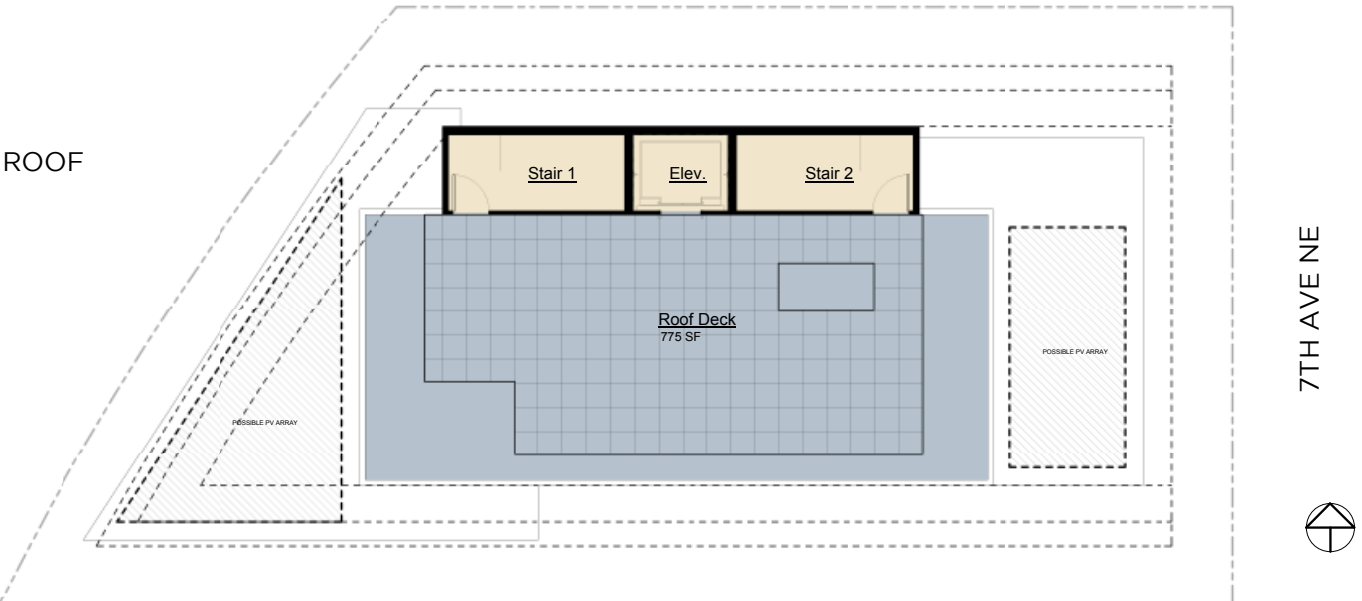 ROOF
Stair 1
Elev.
Stair 2
Roof Deck
775 SF
POSSIBLE PV ARRAY
POSSIBLE PV ARRAY
7TH AVE NE